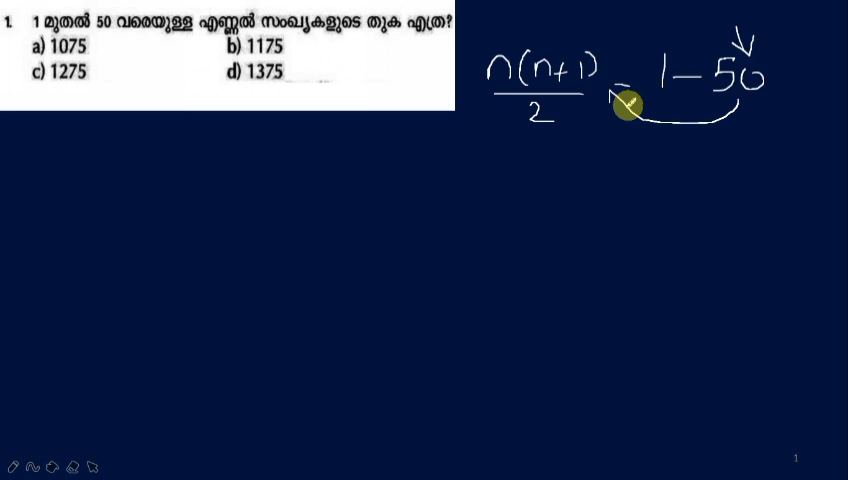 1. 1 മുതൽ 50 വരെയുള്ള എണ്ണൽ സംഖ്യകളുടെ തുക എത്ര?
a) 1075 b) 1175
c) 1275 d) 1375
n(n+1)
2
= 1 - 50
1